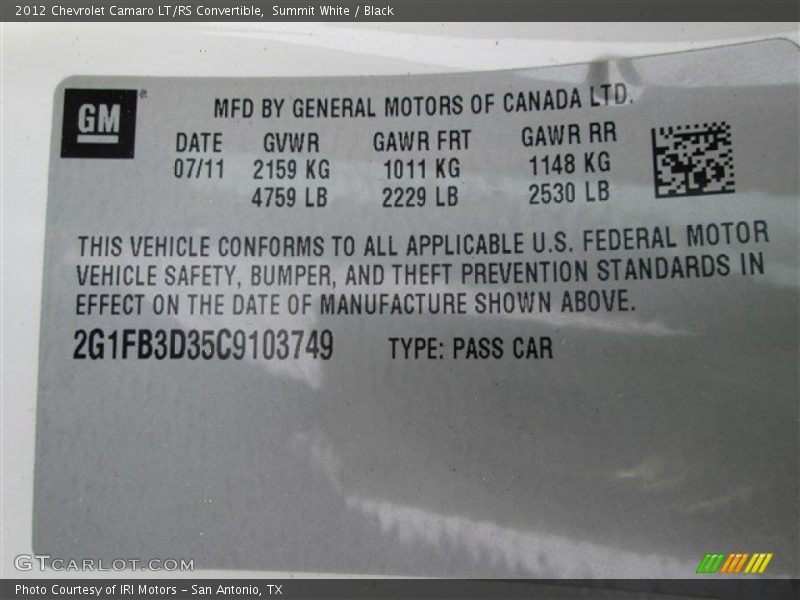 2012 Chevrolet Camaro LT/RS Convertible,  Summit White / Black
GM ®
MFD BY GENERAL MOTORS OF CANADA LTD.
DATE GVWR GAWR FRT GAWR RR
07/11 2159 KG 1011 KG 1148 KG
4759 LB 2229 LB 2530 LB
THIS VEHICLE CONFORMS TO ALL APPLICABLE U.S. FEDERAL MOTOR
VEHICLE SAFETY, BUMPER, AND THEFT PREVENTION STANDARDS IN
EFFECT ON THE DATE OF MANUFACTURE SHOWN ABOVE.
2G1FB3D35C9103749 TYPE: PASS CAR
GTCARLOT.COM
Photo Courtesy of IRI Motors – San Antonio, TX